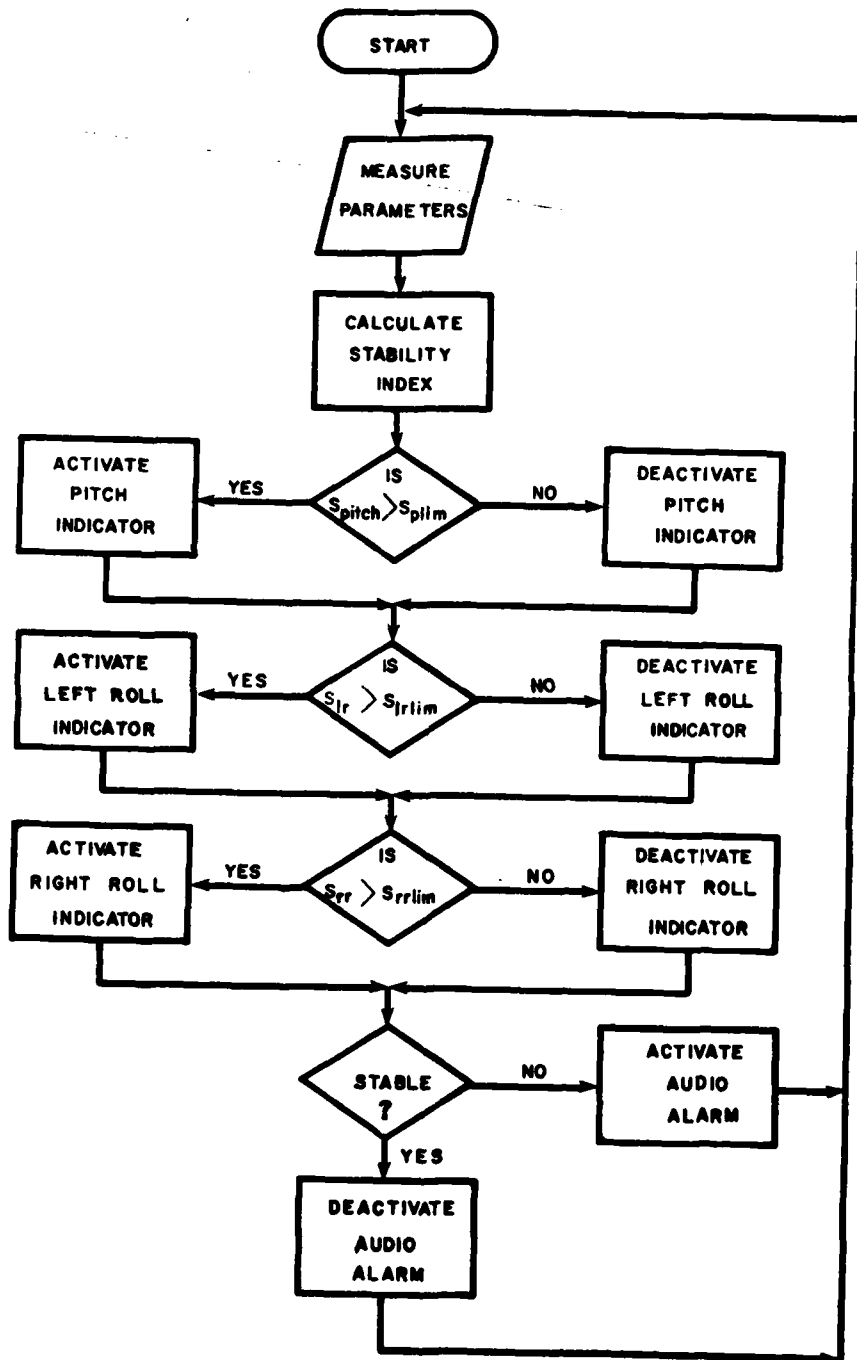 START
MEASURE
PARAMETERS
CALCULATE
STABILITY
INDEX
ACTIVATE
PITCH
INDICATOR
YES
IS
Spitch > Splim
NO
DEACTIVATE
PITCH
INDICATOR
ACTIVATE
LEFT ROLL
INDICATOR
YES
IS
Slr > Slrlim
NO
DEACTIVATE
LEFT ROLL
INDICATOR
ACTIVATE
RIGHT ROLL
INDICATOR
YES
IS
Srr > Srrlim
NO
DEACTIVATE
RIGHT ROLL
INDICATOR
STABLE
?
NO
ACTIVATE
AUDIO
ALARM
YES
DEACTIVATE
AUDIO
ALARM